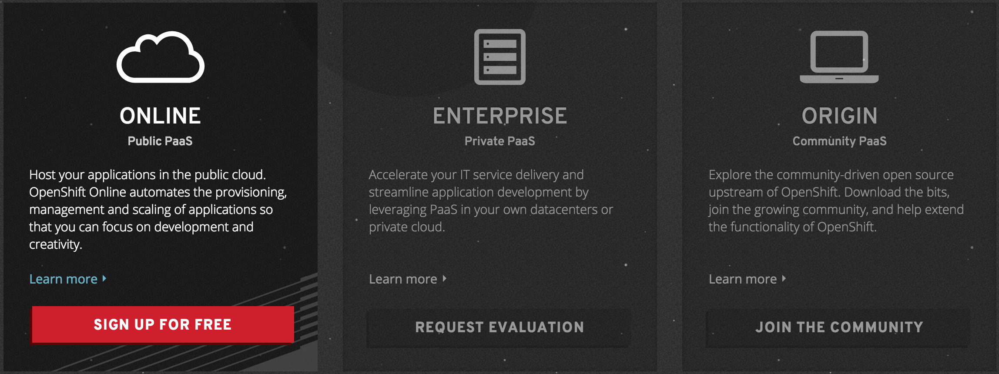 ONLINE
Public PaaS
Host your applications in the public cloud.
OpenShift Online automates the provisioning,
management and scaling of applications so
that you can focus on development and
creativity.
Learn more
SIGN UP FOR FREE
ENTERPRISE
Private PaaS
Accelerate your IT service delivery and
streamline application development by
leveraging PaaS in your own datacenters or
private cloud.
Learn more
REQUEST EVALUATION
ORIGIN
Community PaaS
Explore the community-driven open source
upstream of OpenShift. Download the bits,
join the growing community, and help extend
the functionality of OpenShift.
Learn more
JOIN THE COMMUNITY